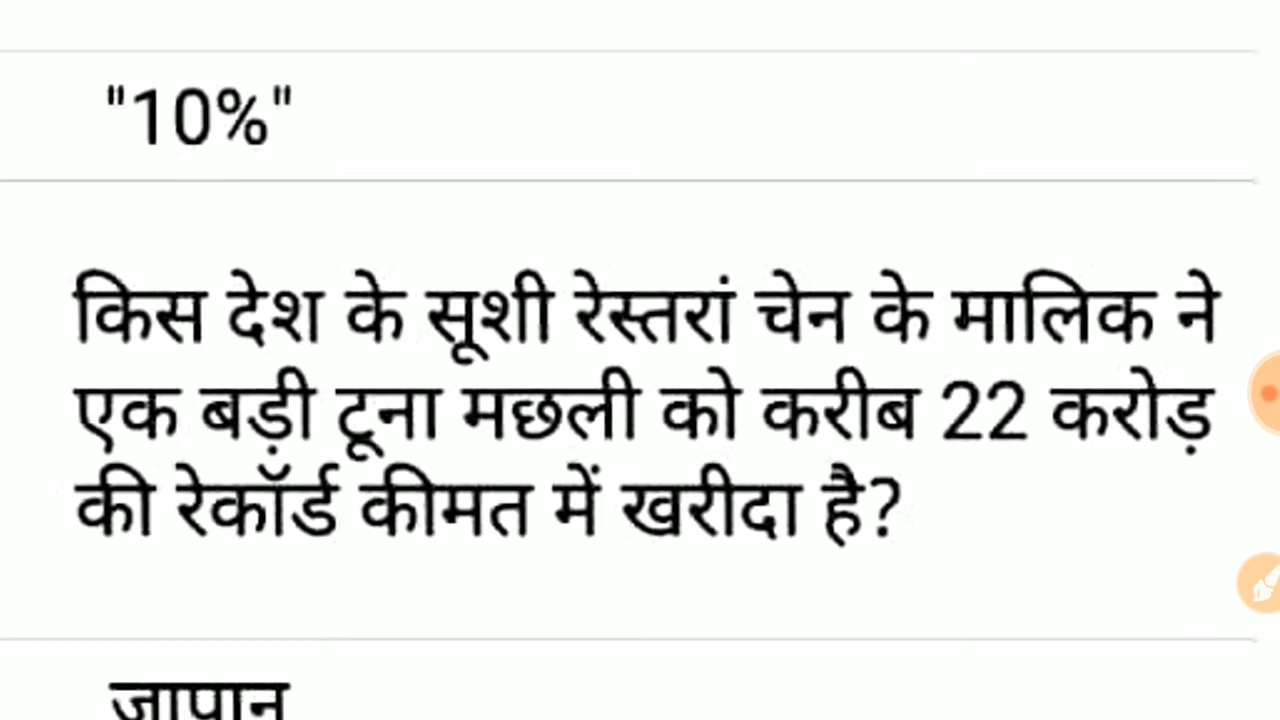 "10%"
किस देश के सूशी रेस्तरां चेन के मालिक ने
एक बड़ी टूना मछली को करीब 22 करोड़
की रेकॉर्ड कीमत में खरीदा है?
जापान